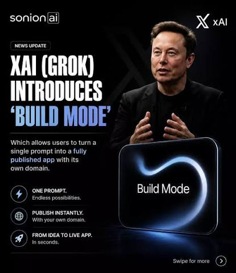 sonion ai
xAI
NEWS UPDATE
XAI (GROK)
INTRODUCES
'BUILD MODE'
Which allows users to turn a
single prompt into a fully
published app with its
own domain.
ONE PROMPT.
Endless possibilities.
PUBLISH INSTANTLY.
With your own domain.
FROM IDEA TO LIVE APP.
In seconds.
Build Mode
Swipe for more